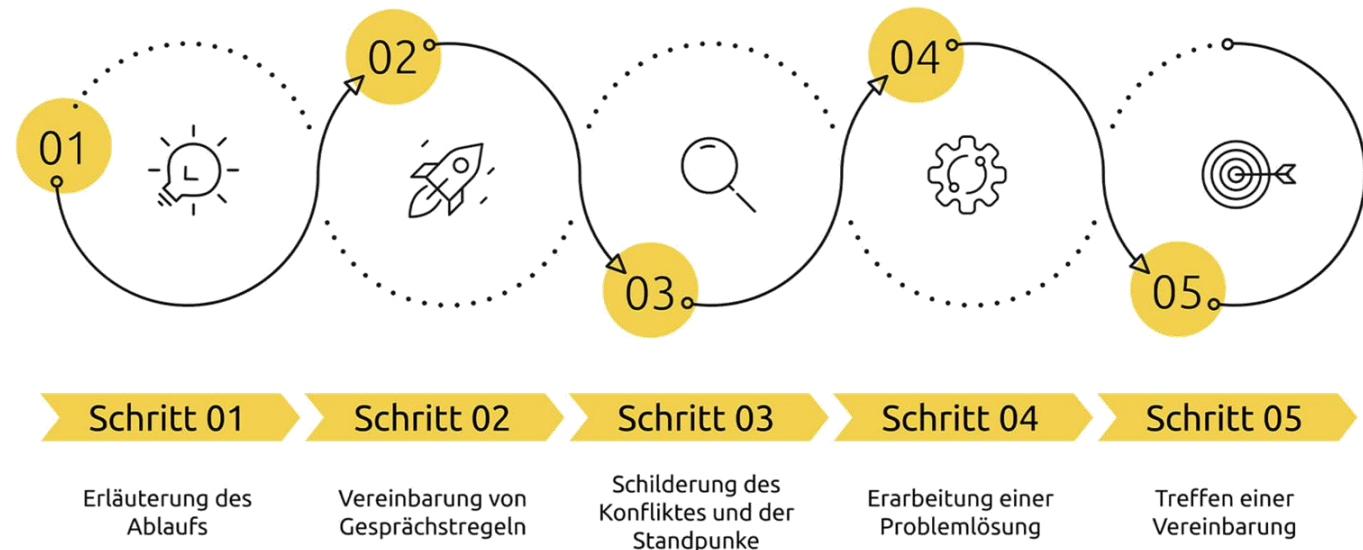 01
02
03
04
05
Schritt 01
Schritt 02
Schritt 03
Schritt 04
Schritt 05
Erläuterung des
Ablaufs
Vereinbarung von
Gesprächstregeln
Schilderung des
Konfliktes und der
Standpunke
Erarbeitung einer
Problemlösung
Treffen einer
Vereinbarung